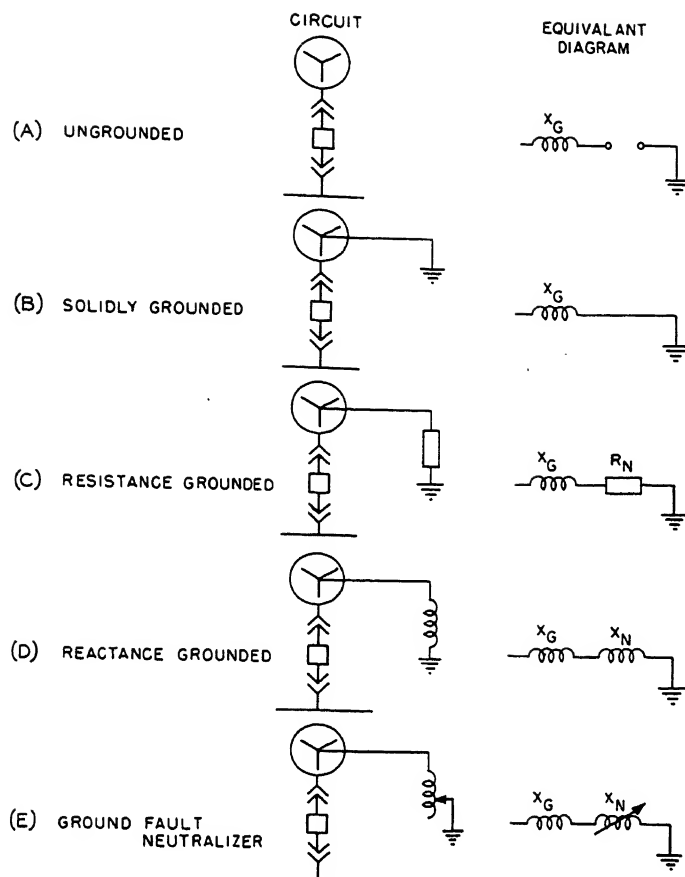 CIRCUIT
EQUIVALANT
DIAGRAM
(A) UNGROUNDED
X_G
(B) SOLIDLY GROUNDED
X_G
(C) RESISTANCE GROUNDED
X_G R_N
(D) REACTANCE GROUNDED
X_G X_N
(E) GROUND FAULT
NEUTRALIZER
X_G X_N